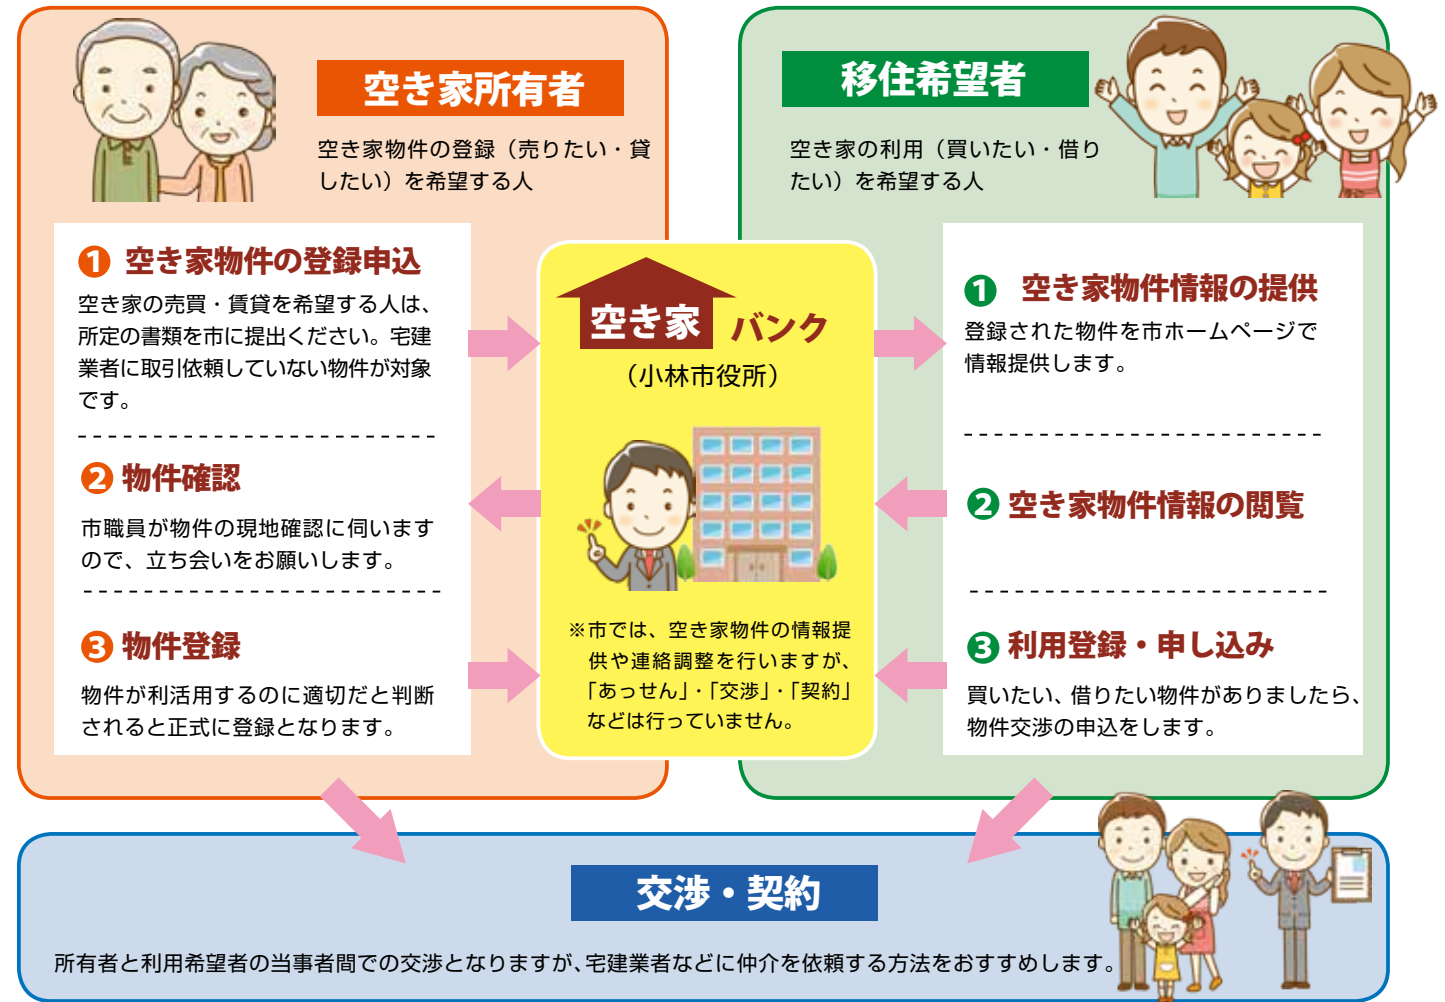 空き家所有者
空き家物件の登録（売りたい・貸
したい）を希望する人
❶ 空き家物件の登録申込
空き家の売買・賃貸を希望する人は、
所定の書類を市に提出ください。宅建
業者に取引依頼していない物件が対象
です。
❷ 物件確認
市職員が物件の現地確認に伺います
ので、立ち会いをお願いします。
❸ 物件登録
物件が利活用するのに適切だと判断
されると正式に登録となります。
空き家 バンク
（小林市役所）
※市では、空き家物件の情報提
供や連絡調整を行いますが、
「あっせん」・「交渉」・「契約」
などは行っていません。
移住希望者
空き家の利用（買いたい・借り
たい）を希望する人
❶ 空き家物件情報の提供
登録された物件を市ホームページで
情報提供します。
❷ 空き家物件情報の閲覧
❸ 利用登録・申し込み
買いたい、借りたい物件がありましたら、
物件交渉の申込をします。
交渉・契約
所有者と利用希望者の当事者間での交渉となりますが、宅建業者などに仲介を依頼する方法をおすすめします。